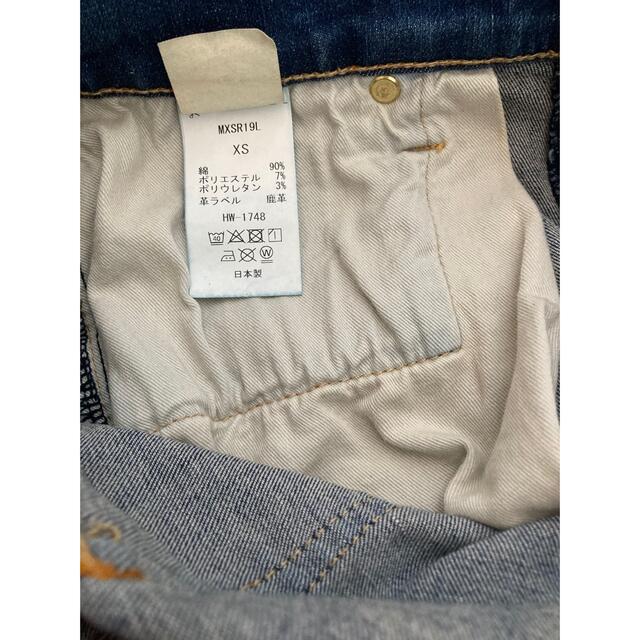 MXSR19L
XS
綿 90%
ポリエステル 7%
ポリウレタン 3%
革ラベル 鹿革
HW-1748
40
W
日本製